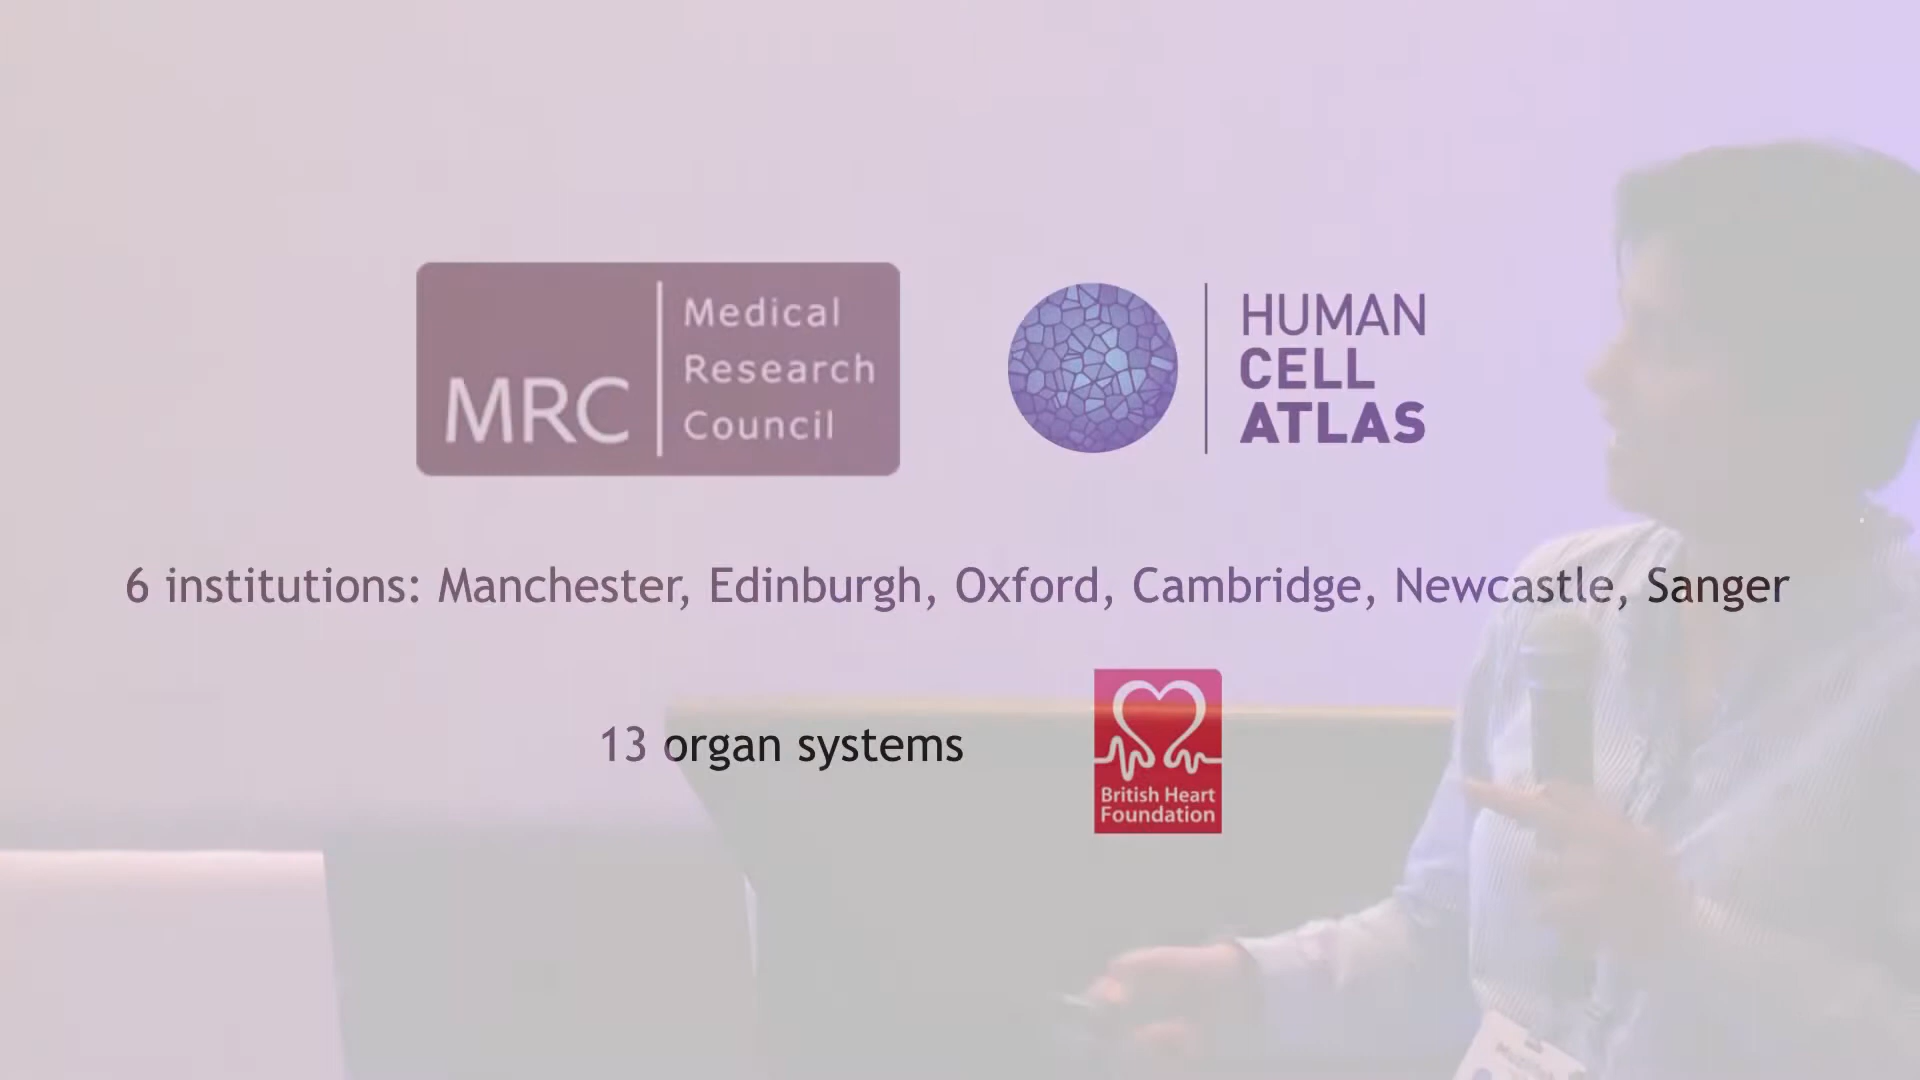 MRC
Medical
Research
Council
HUMAN
CELL
ATLAS
6 institutions: Manchester, Edinburgh, Oxford, Cambridge, Newcastle, Sanger
13 organ systems
British Heart
Foundation